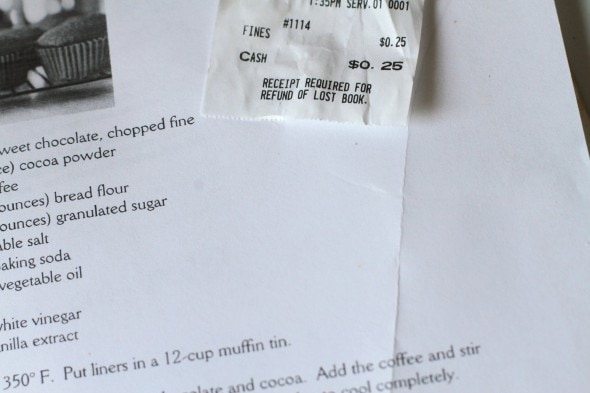 1:35PM SERV.01 0001
#1114
FINES $0.25
CASH $0.25
RECEIPT REQUIRED FOR
REFUND OF LOST BOOK.
weet chocolate, chopped fine
ce) cocoa powder
fee
ounces) bread flour
ounces) granulated sugar
able salt
aking soda
vegetable oil
white vinegar
nilla extract
350° F. Put liners in a 12-cup muffin tin.
olate and cocoa. Add the coffee and stir
cool completely.